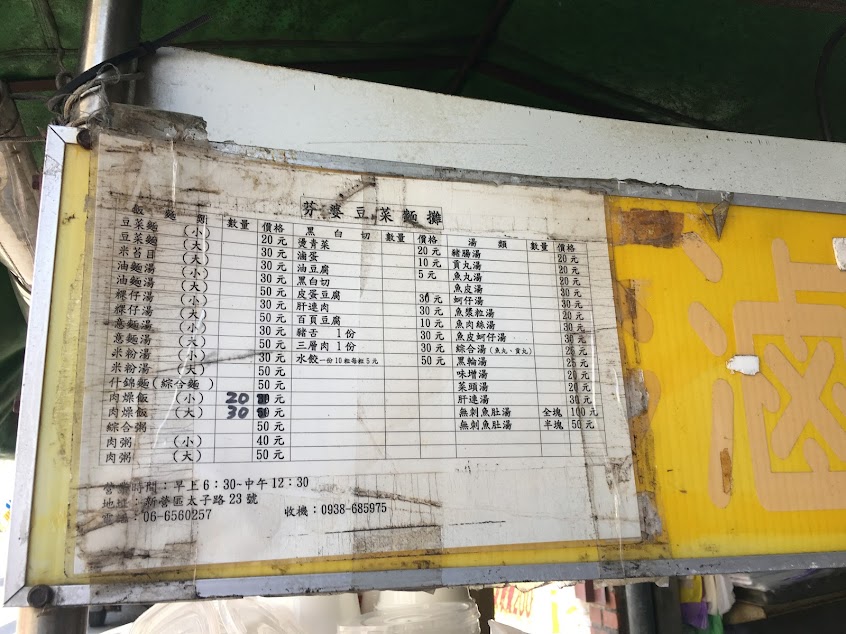 芬婆豆菜麵攤
飯 麵 類 數量 價格 黑 白 切 數量 價格 湯 類 數量 價格
豆菜麵 (小) 20元 燙青菜 20元 豬腸湯 20元
豆菜麵 (大) 30元 滷蛋 10元 貢丸湯 20元
米苔目 (小) 30元 油豆腐 5元 魚丸湯 20元
油麵湯 (大) 30元 黑白切 魚皮湯 30元
油麵湯 (小) 50元 皮蛋豆腐 30元 蚵仔湯 30元
粿仔湯 (大) 30元 肝連肉 30元 魚漿粒湯 30元
粿仔湯 (小) 50元 百頁豆腐 10元 魚肉絲湯 30元
意麵湯 (大) 30元 豬舌 1份 30元 魚皮蚵仔湯
意麵湯 (小) 50元 三層肉 1份 30元 綜合湯(魚丸、貢丸) 25元
米粉湯 (大) 30元 水餃一份10粒每粒5元 50元 黑輪湯 25元
米粉湯 50元 味增湯 20元
什錦麵(綜合麵) 50元 菜頭湯 20元
肉燥飯 (小) 20元 肝連湯 30元
肉燥飯 (大) 30元 無刺魚肚湯 全塊 100元
綜合粥 50元 無刺魚肚湯 半塊 50元
肉粥 (小) 40元
肉粥 (大) 50元
營業時間：早上6：30~中午12：30
地址：新營區太子路23號
電話：06-6560257 收機：0938-685975
滷